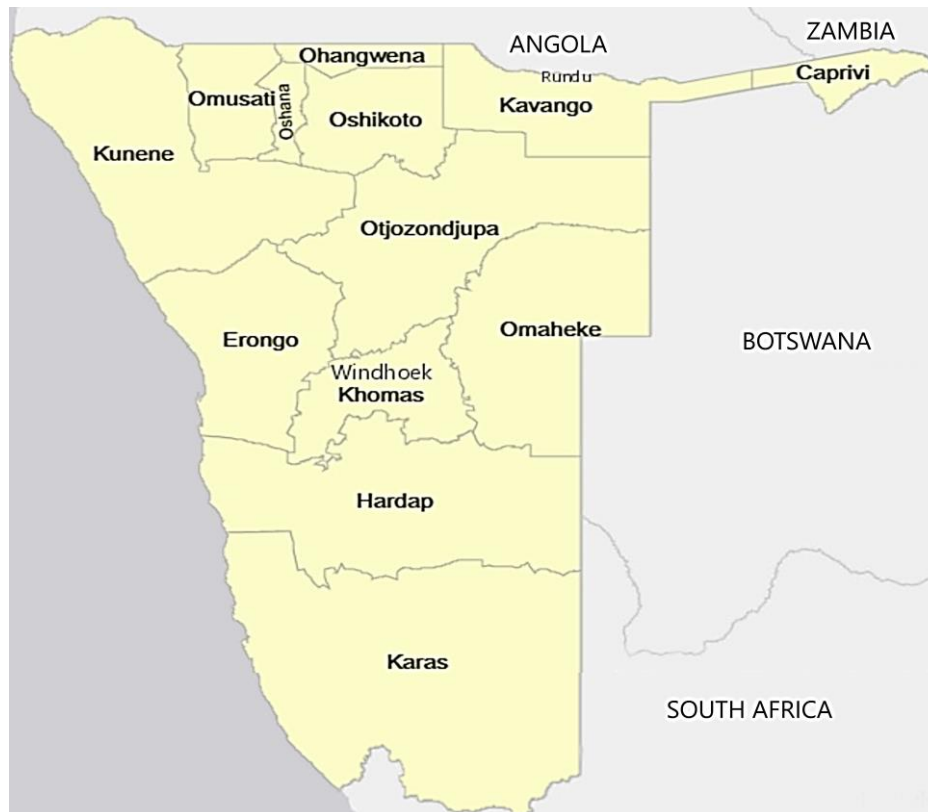 ZAMBIA
ANGOLA
Ohangwena
Caprivi
Rundu
Omusati
Oshana
Kavango
Oshikoto
Kunene
Otjozondjupa
Omaheke
Erongo
BOTSWANA
Windhoek
Khomas
Hardap
Karas
SOUTH AFRICA